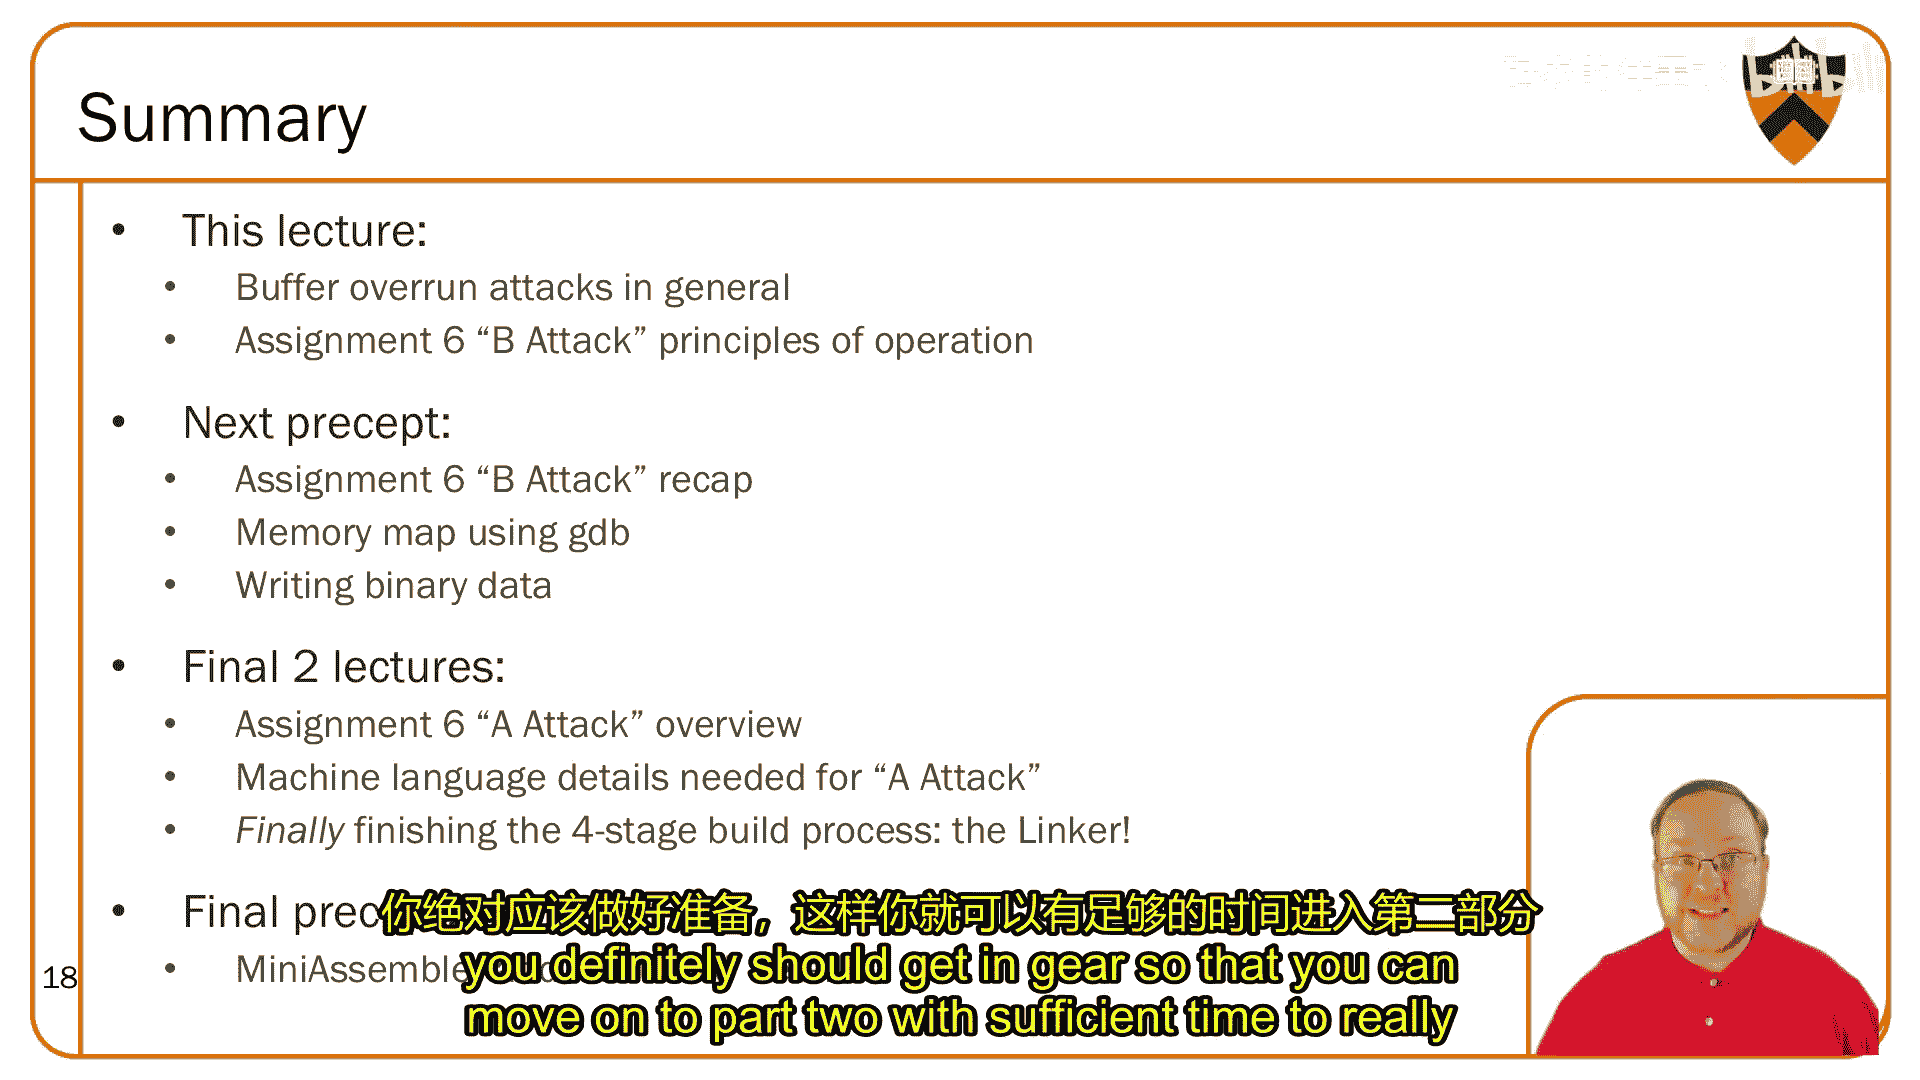 Summary
• This lecture:
• Buffer overrun attacks in general
• Assignment 6 “B Attack” principles of operation
• Next precept:
• Assignment 6 “B Attack” recap
• Memory map using gdb
• Writing binary data
• Final 2 lectures:
• Assignment 6 “A Attack” overview
• Machine language details needed for “A Attack”
• Finally finishing the 4-stage build process: the Linker!
• Final
你绝对应该做好准备，这样你就可以有足够的时间进入第二部分
18
you definitely should get in gear so that you can
move on to part two with sufficient time to really